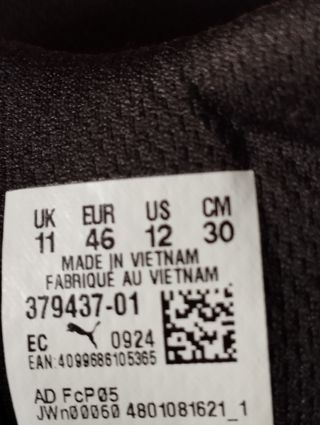 UK EUR US CM
11 46 12 30
MADE IN VIETNAM
FABRIQUE AU VIETNAM
379437-01
EC 0924
EAN:4099686105365
AD FcP05
JWn00060 4801081621_1